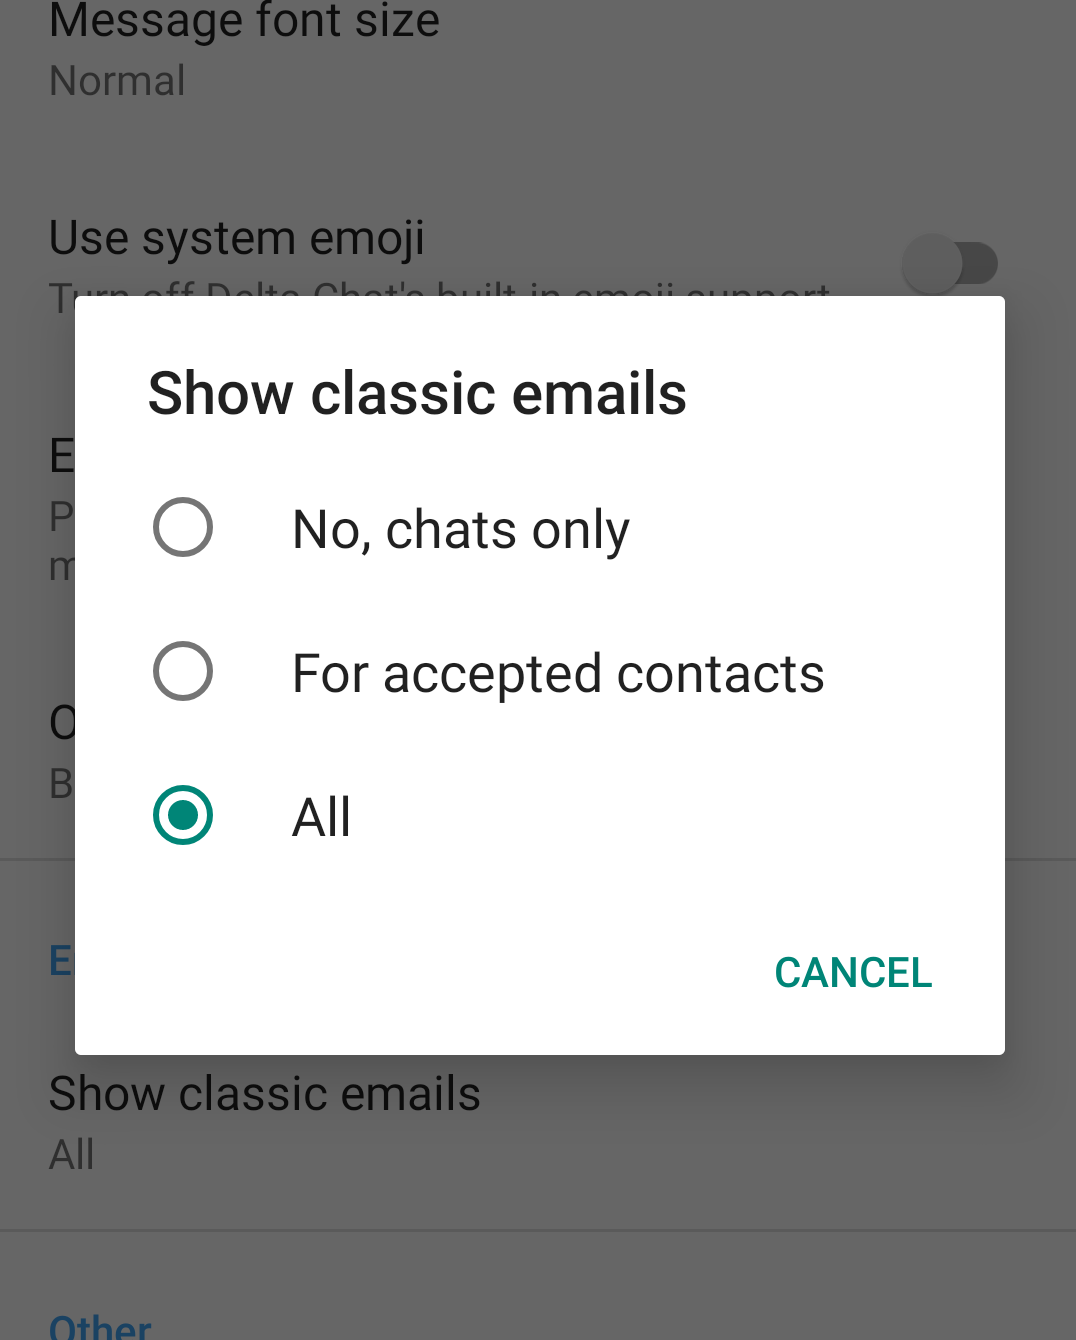 Message font size
Normal
Use system emoji
Turn off Delta Chat's built-in emoji support
Show classic emails
No, chats only
For accepted contacts
All
CANCEL
Show classic emails
All
Other